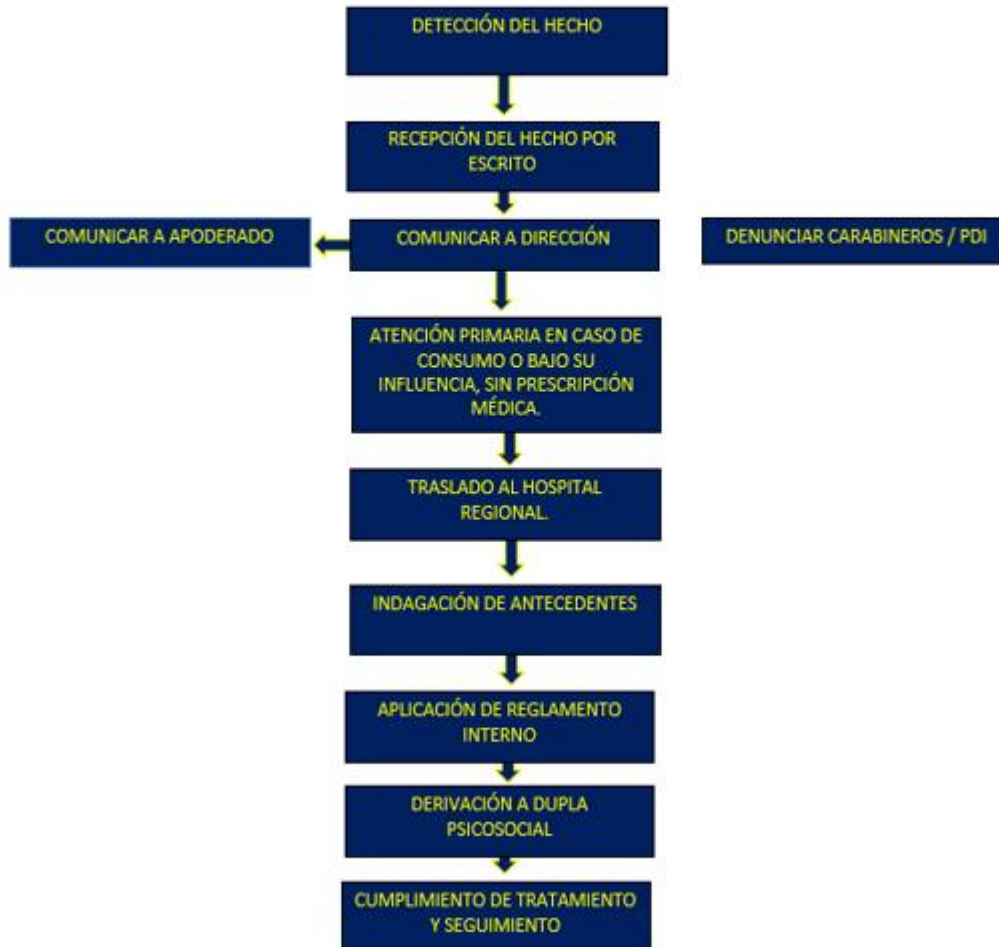 DETECCIÓN DEL HECHO
RECEPCIÓN DEL HECHO POR
ESCRITO
COMUNICAR A APODERADO
COMUNICAR A DIRECCIÓN
DENUNCIAR CARABINEROS / PDI
ATENCIÓN PRIMARIA EN CASO DE
CONSUMO O BAJO SU
INFLUENCIA, SIN PRESCRIPCIÓN
MÉDICA.
TRASLADO AL HOSPITAL
REGIONAL.
INDAGACIÓN DE ANTECEDENTES
APLICACIÓN DE REGLAMENTO
INTERNO
DERIVACIÓN A DUPLA
PSICOSOCIAL
CUMPLIMIENTO DE TRATAMIENTO
Y SEGUIMIENTO